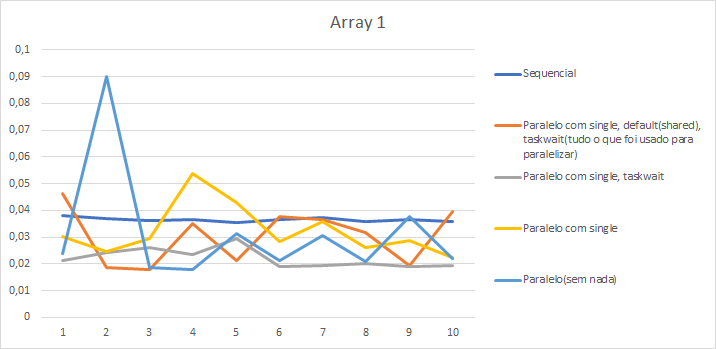 Array 1
0,1
0,09
0,08
0,07
0,06
0,05
0,04
0,03
0,02
0,01
0
1 2 3 4 5 6 7 8 9 10
Sequencial
Paralelo com single, default(shared),
taskwait(tudo o que foi usado para
paralelizar)
Paralelo com single, taskwait
Paralelo com single
Paralelo(sem nada)